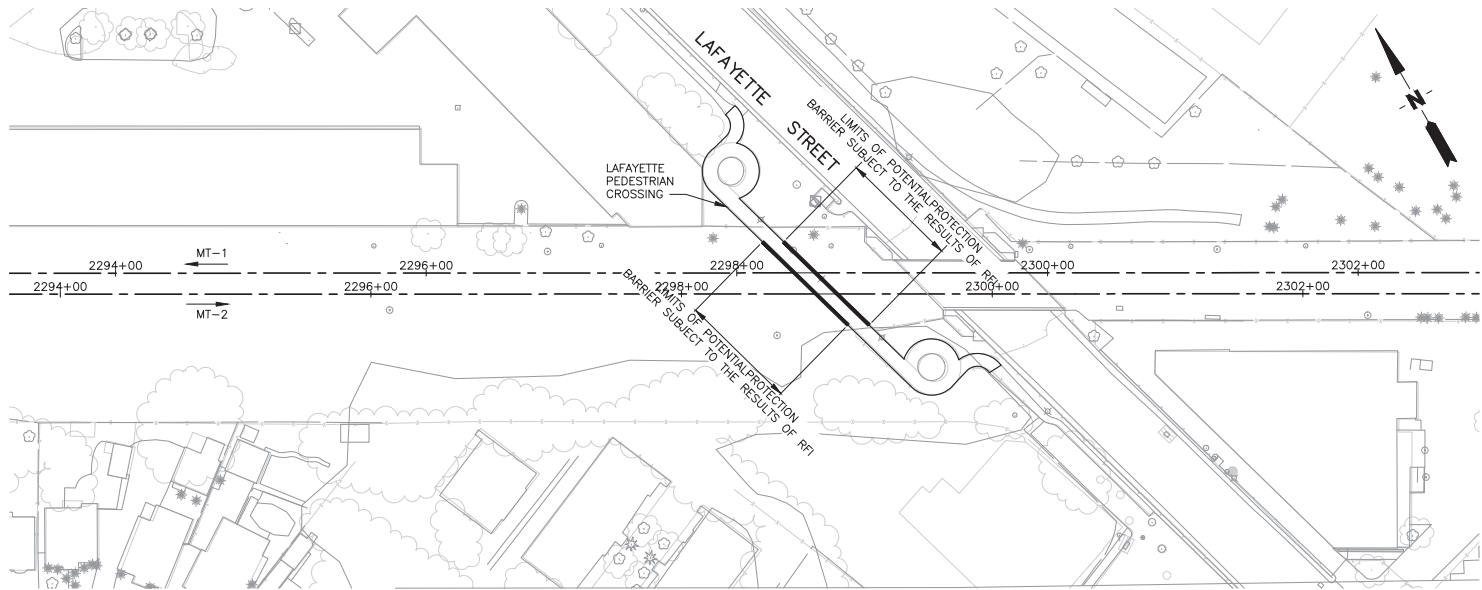 LAFAYETTE
STREET
N
LIMITS OF POTENTIALPROTECTION
BARRIER SUBJECT TO THE RESULTS OF RFI
LAFAYETTE
PEDESTRIAN
CROSSING
MT-1
2294+00
2296+00
2298+00
2300+00
2302+00
2294+00
2296+00
2298+00
2300+00
2302+00
MT-2
LIMITS OF POTENTIALPROTECTION
BARRIER SUBJECT TO THE RESULTS OF RFI